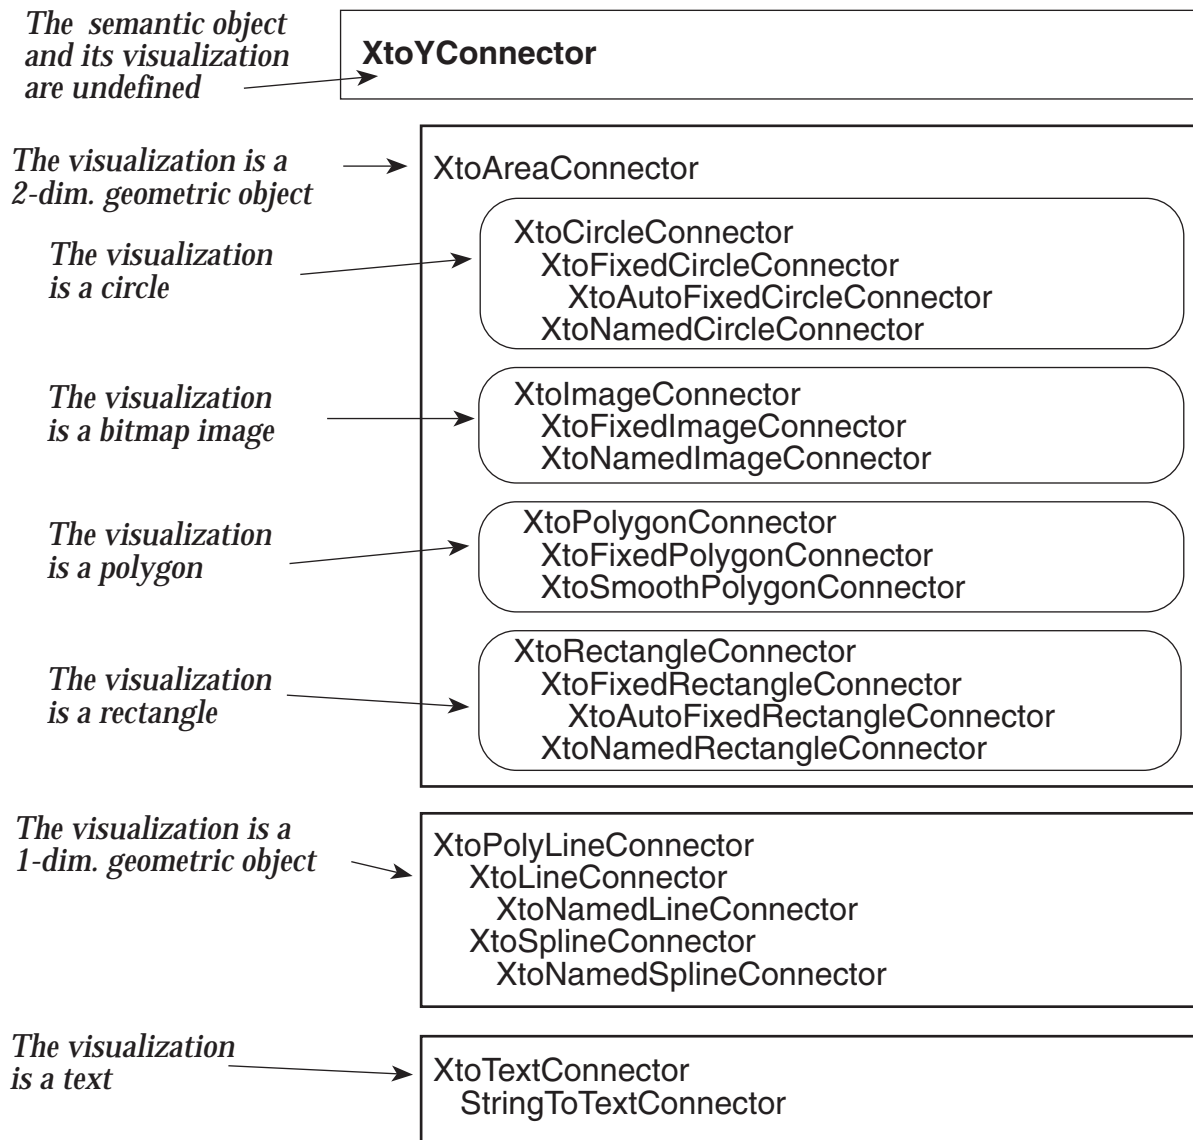 The semantic object
and its visualization
are undefined
XtoYConnector
The visualization is a
2-dim. geometric object
XtoAreaConnector
The visualization
is a circle
XtoCircleConnector
XtoFixedCircleConnector
XtoAutoFixedCircleConnector
XtoNamedCircleConnector
The visualization
is a bitmap image
XtoImageConnector
XtoFixedImageConnector
XtoNamedImageConnector
The visualization
is a polygon
XtoPolygonConnector
XtoFixedPolygonConnector
XtoSmoothPolygonConnector
The visualization
is a rectangle
XtoRectangleConnector
XtoFixedRectangleConnector
XtoAutoFixedRectangleConnector
XtoNamedRectangleConnector
The visualization is a
1-dim. geometric object
XtoPolyLineConnector
XtoLineConnector
XtoNamedLineConnector
XtoSplineConnector
XtoNamedSplineConnector
The visualization
is a text
XtoTextConnector
StringToTextConnector